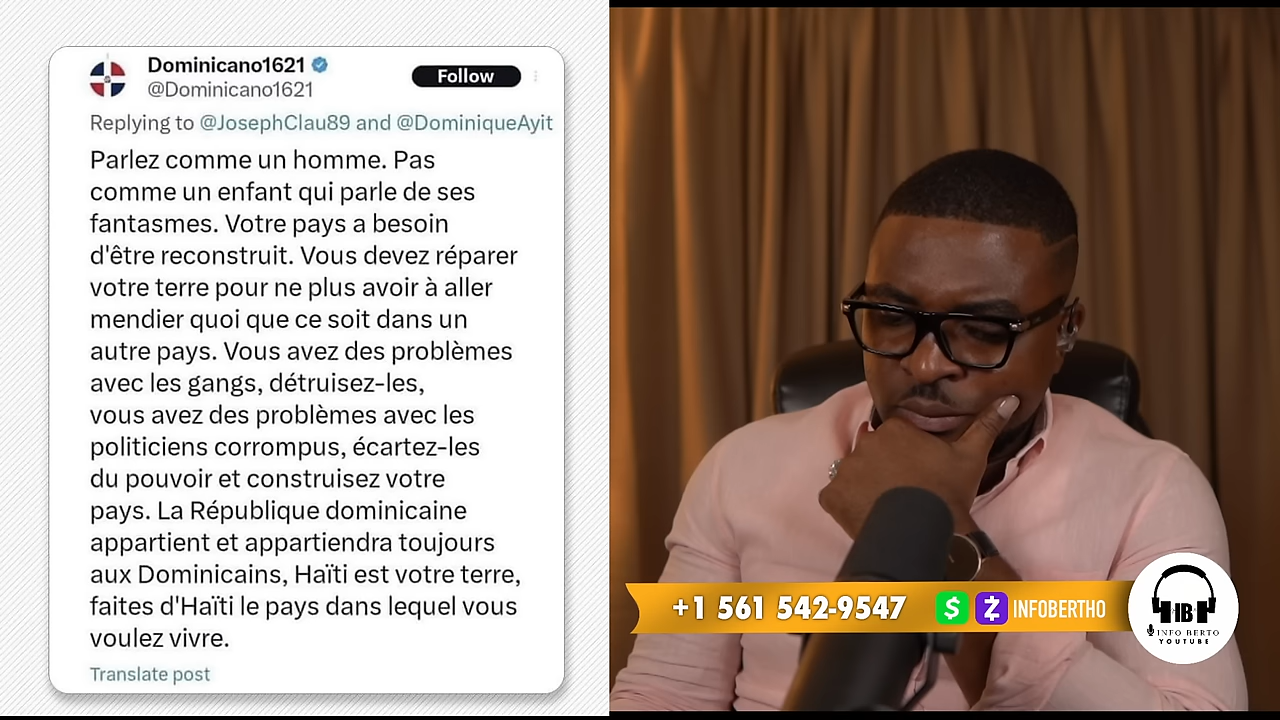 Dominicano1621
Follow
@Dominicano1621
Replying to @JosephClau89 and @DominiqueAyit
Parlez comme un homme. Pas
comme un enfant qui parle de ses
fantasmes. Votre pays a besoin
d'être reconstruit. Vous devez réparer
votre terre pour ne plus avoir à aller
mendier quoi que ce soit dans un
autre pays. Vous avez des problèmes
avec les gangs, détruisez-les,
vous avez des problèmes avec les
politiciens corrompus, écartez-les
du pouvoir et construisez votre
pays. La République dominicaine
appartient et appartiendra toujours
aux Dominicains, Haïti est votre terre,
faites d'Haïti le pays dans lequel vous
voulez vivre.
Translate post
+1 561 542-9547
$
INFOBERTHO
IB
INFO BERTO
YOUTUBE